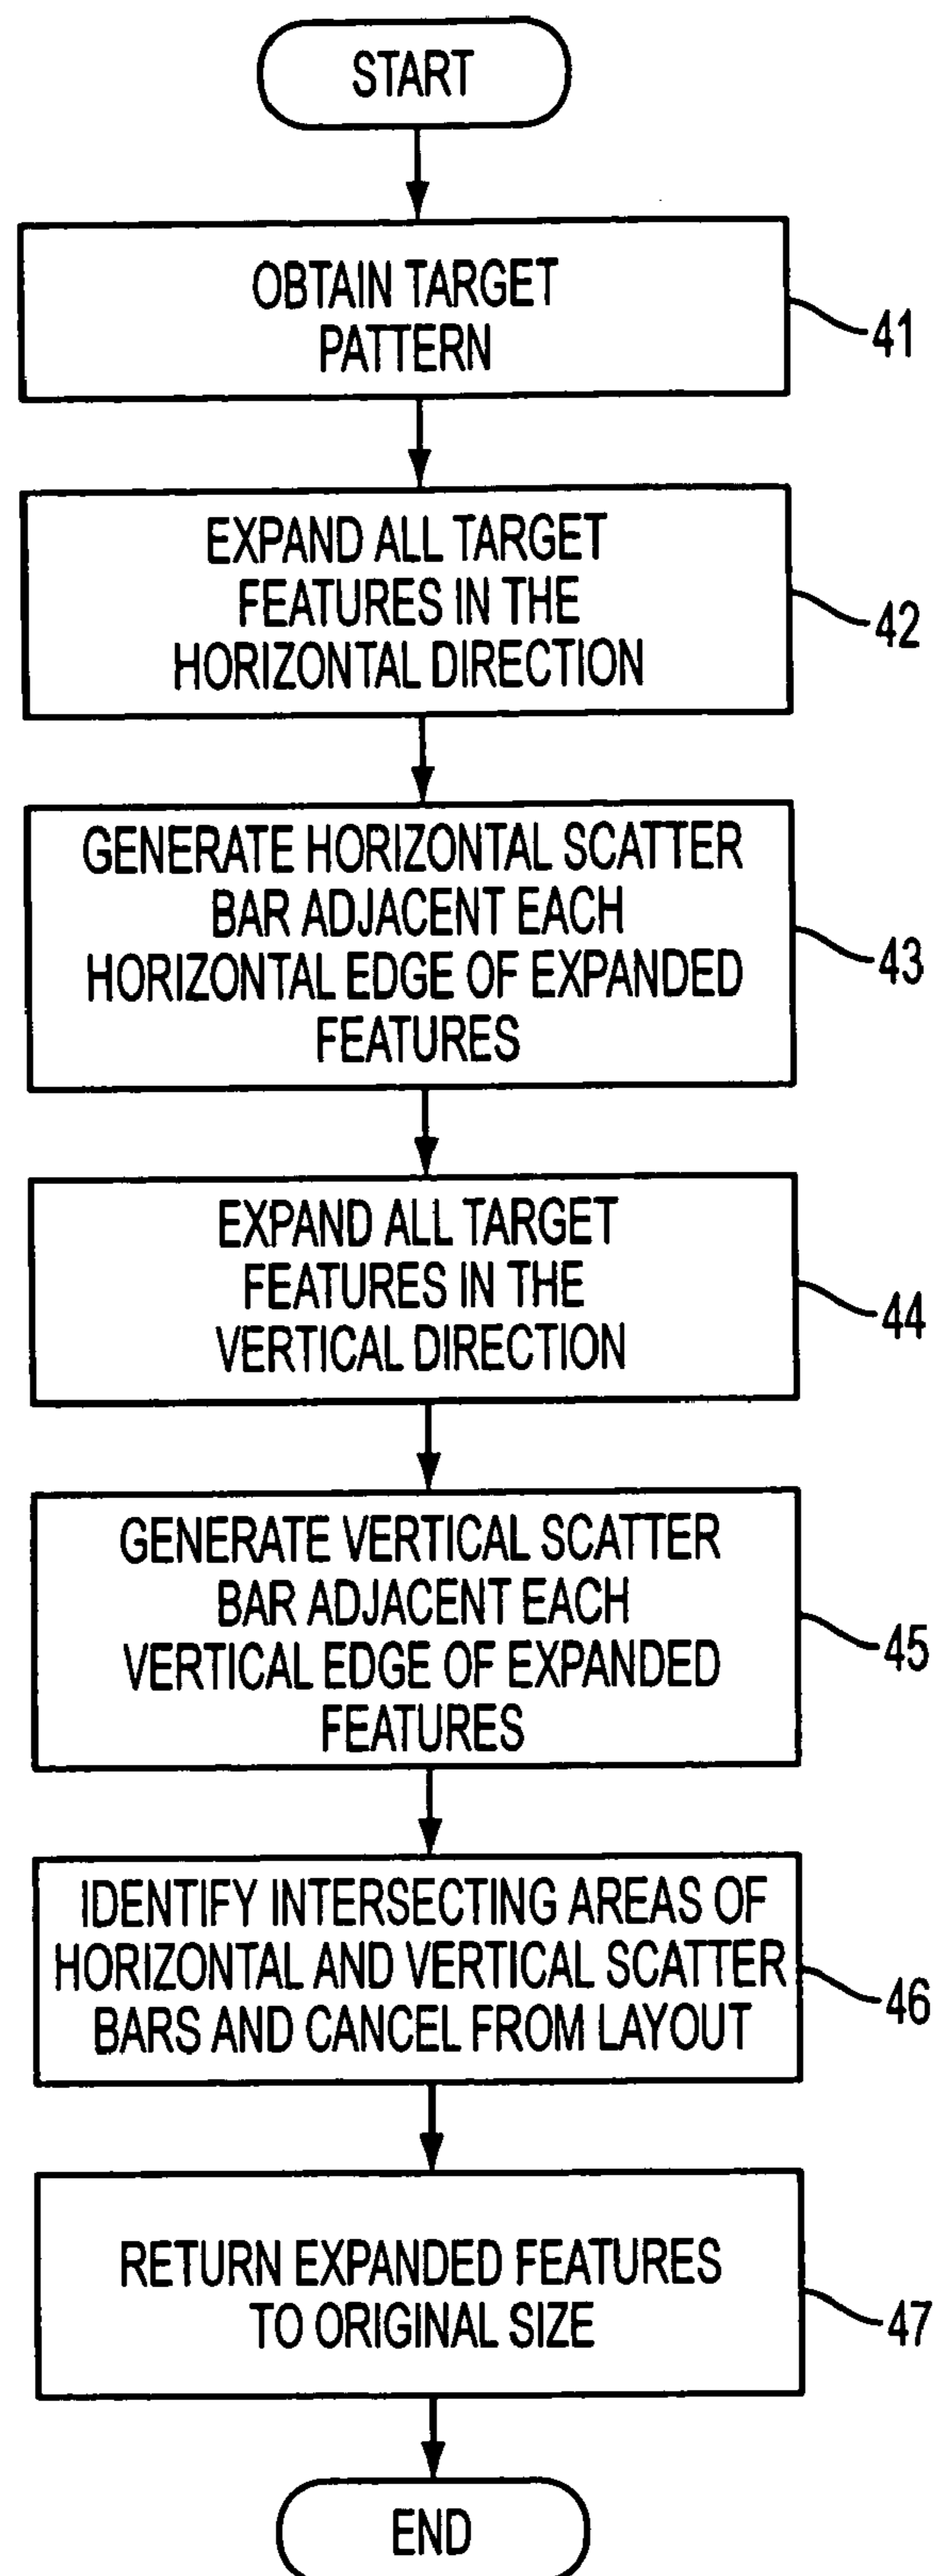 START
OBTAIN TARGET
PATTERN
41
EXPAND ALL TARGET
FEATURES IN THE
HORIZONTAL DIRECTION
42
GENERATE HORIZONTAL SCATTER
BAR ADJACENT EACH
HORIZONTAL EDGE OF EXPANDED
FEATURES
43
EXPAND ALL TARGET
FEATURES IN THE
VERTICAL DIRECTION
44
GENERATE VERTICAL SCATTER
BAR ADJACENT EACH
VERTICAL EDGE OF EXPANDED
FEATURES
45
IDENTIFY INTERSECTING AREAS OF
HORIZONTAL AND VERTICAL SCATTER
BARS AND CANCEL FROM LAYOUT
46
RETURN EXPANDED FEATURES
TO ORIGINAL SIZE
47
END